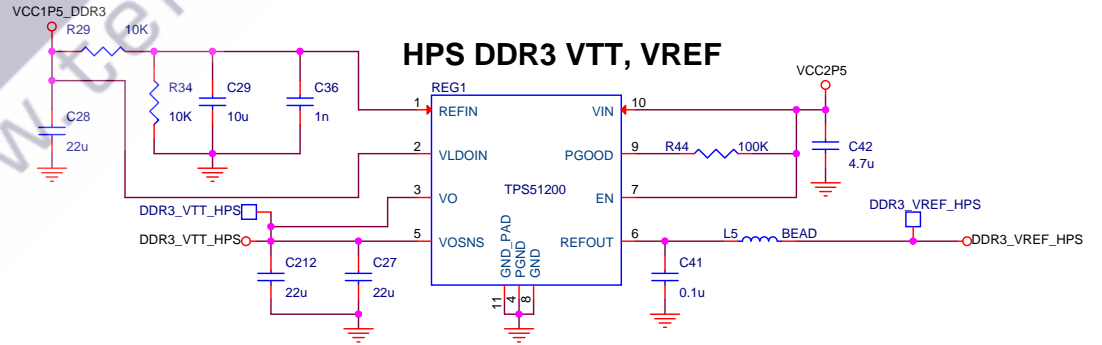 VCC1P5_DDR3
R29 10K
HPS DDR3 VTT, VREF
VCC2P5
R34 C29 C36
10K 10u 1n
C28
22u
REG1
1 REFIN VIN 10
2 VLDOIN PGOOD 9 R44 100K
C42
4.7u
3 VO TPS51200 EN 7
DDR3_VTT_HPS
DDR3_VREF_HPS
DDR3_VTT_HPS 5 VOSNS REFOUT 6 L5 BEAD DDR3_VREF_HPS
C212 C27 C41
22u 22u 0.1u
GND_PAD PGND GND
11 4 8
w.te